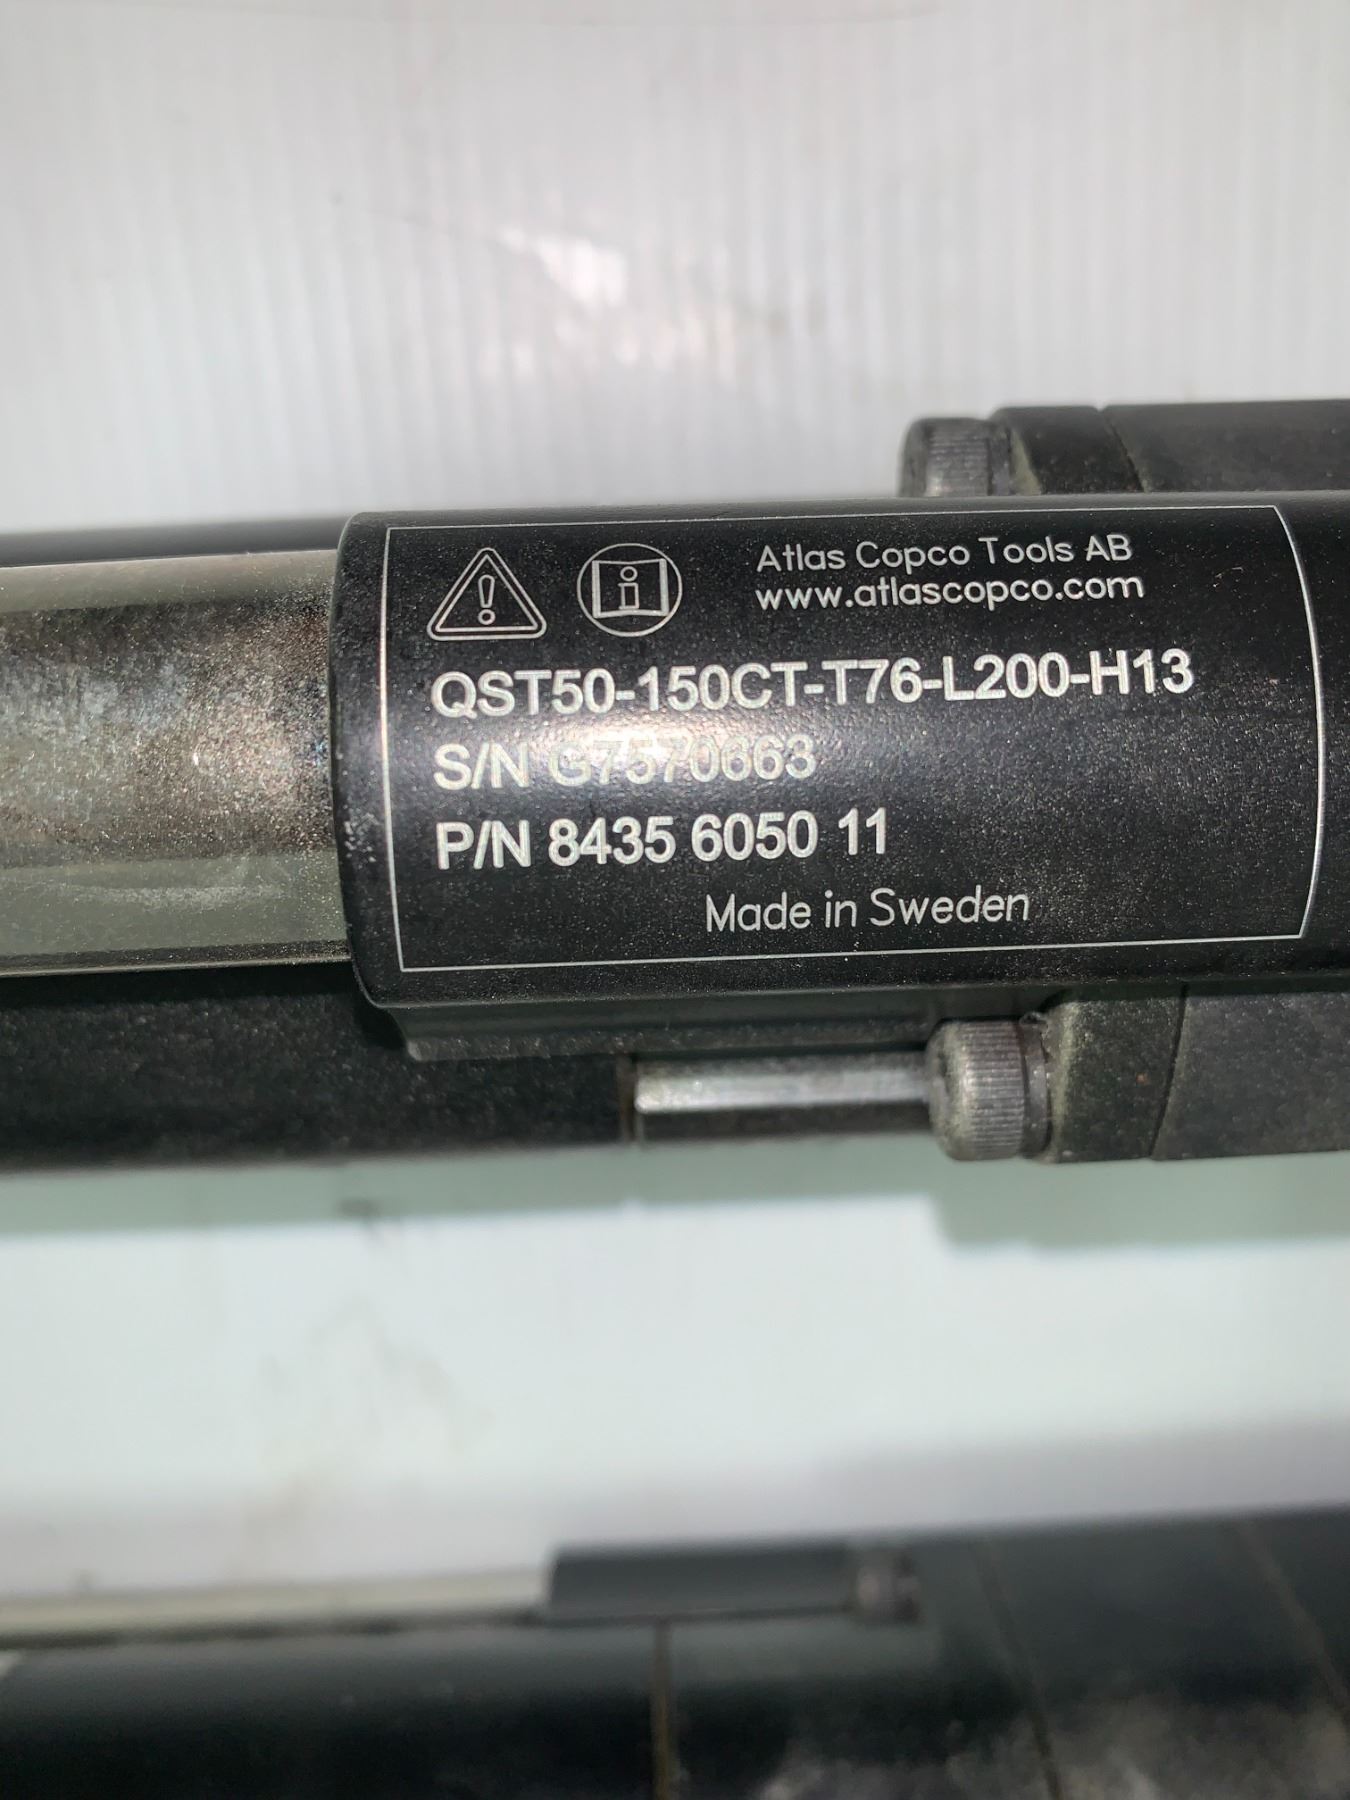 Atlas Copco Tools AB
www.atlascopco.com
QST50-150CT-T76-L200-H13
S/N G7570663
P/N 8435 6050 11
Made in Sweden